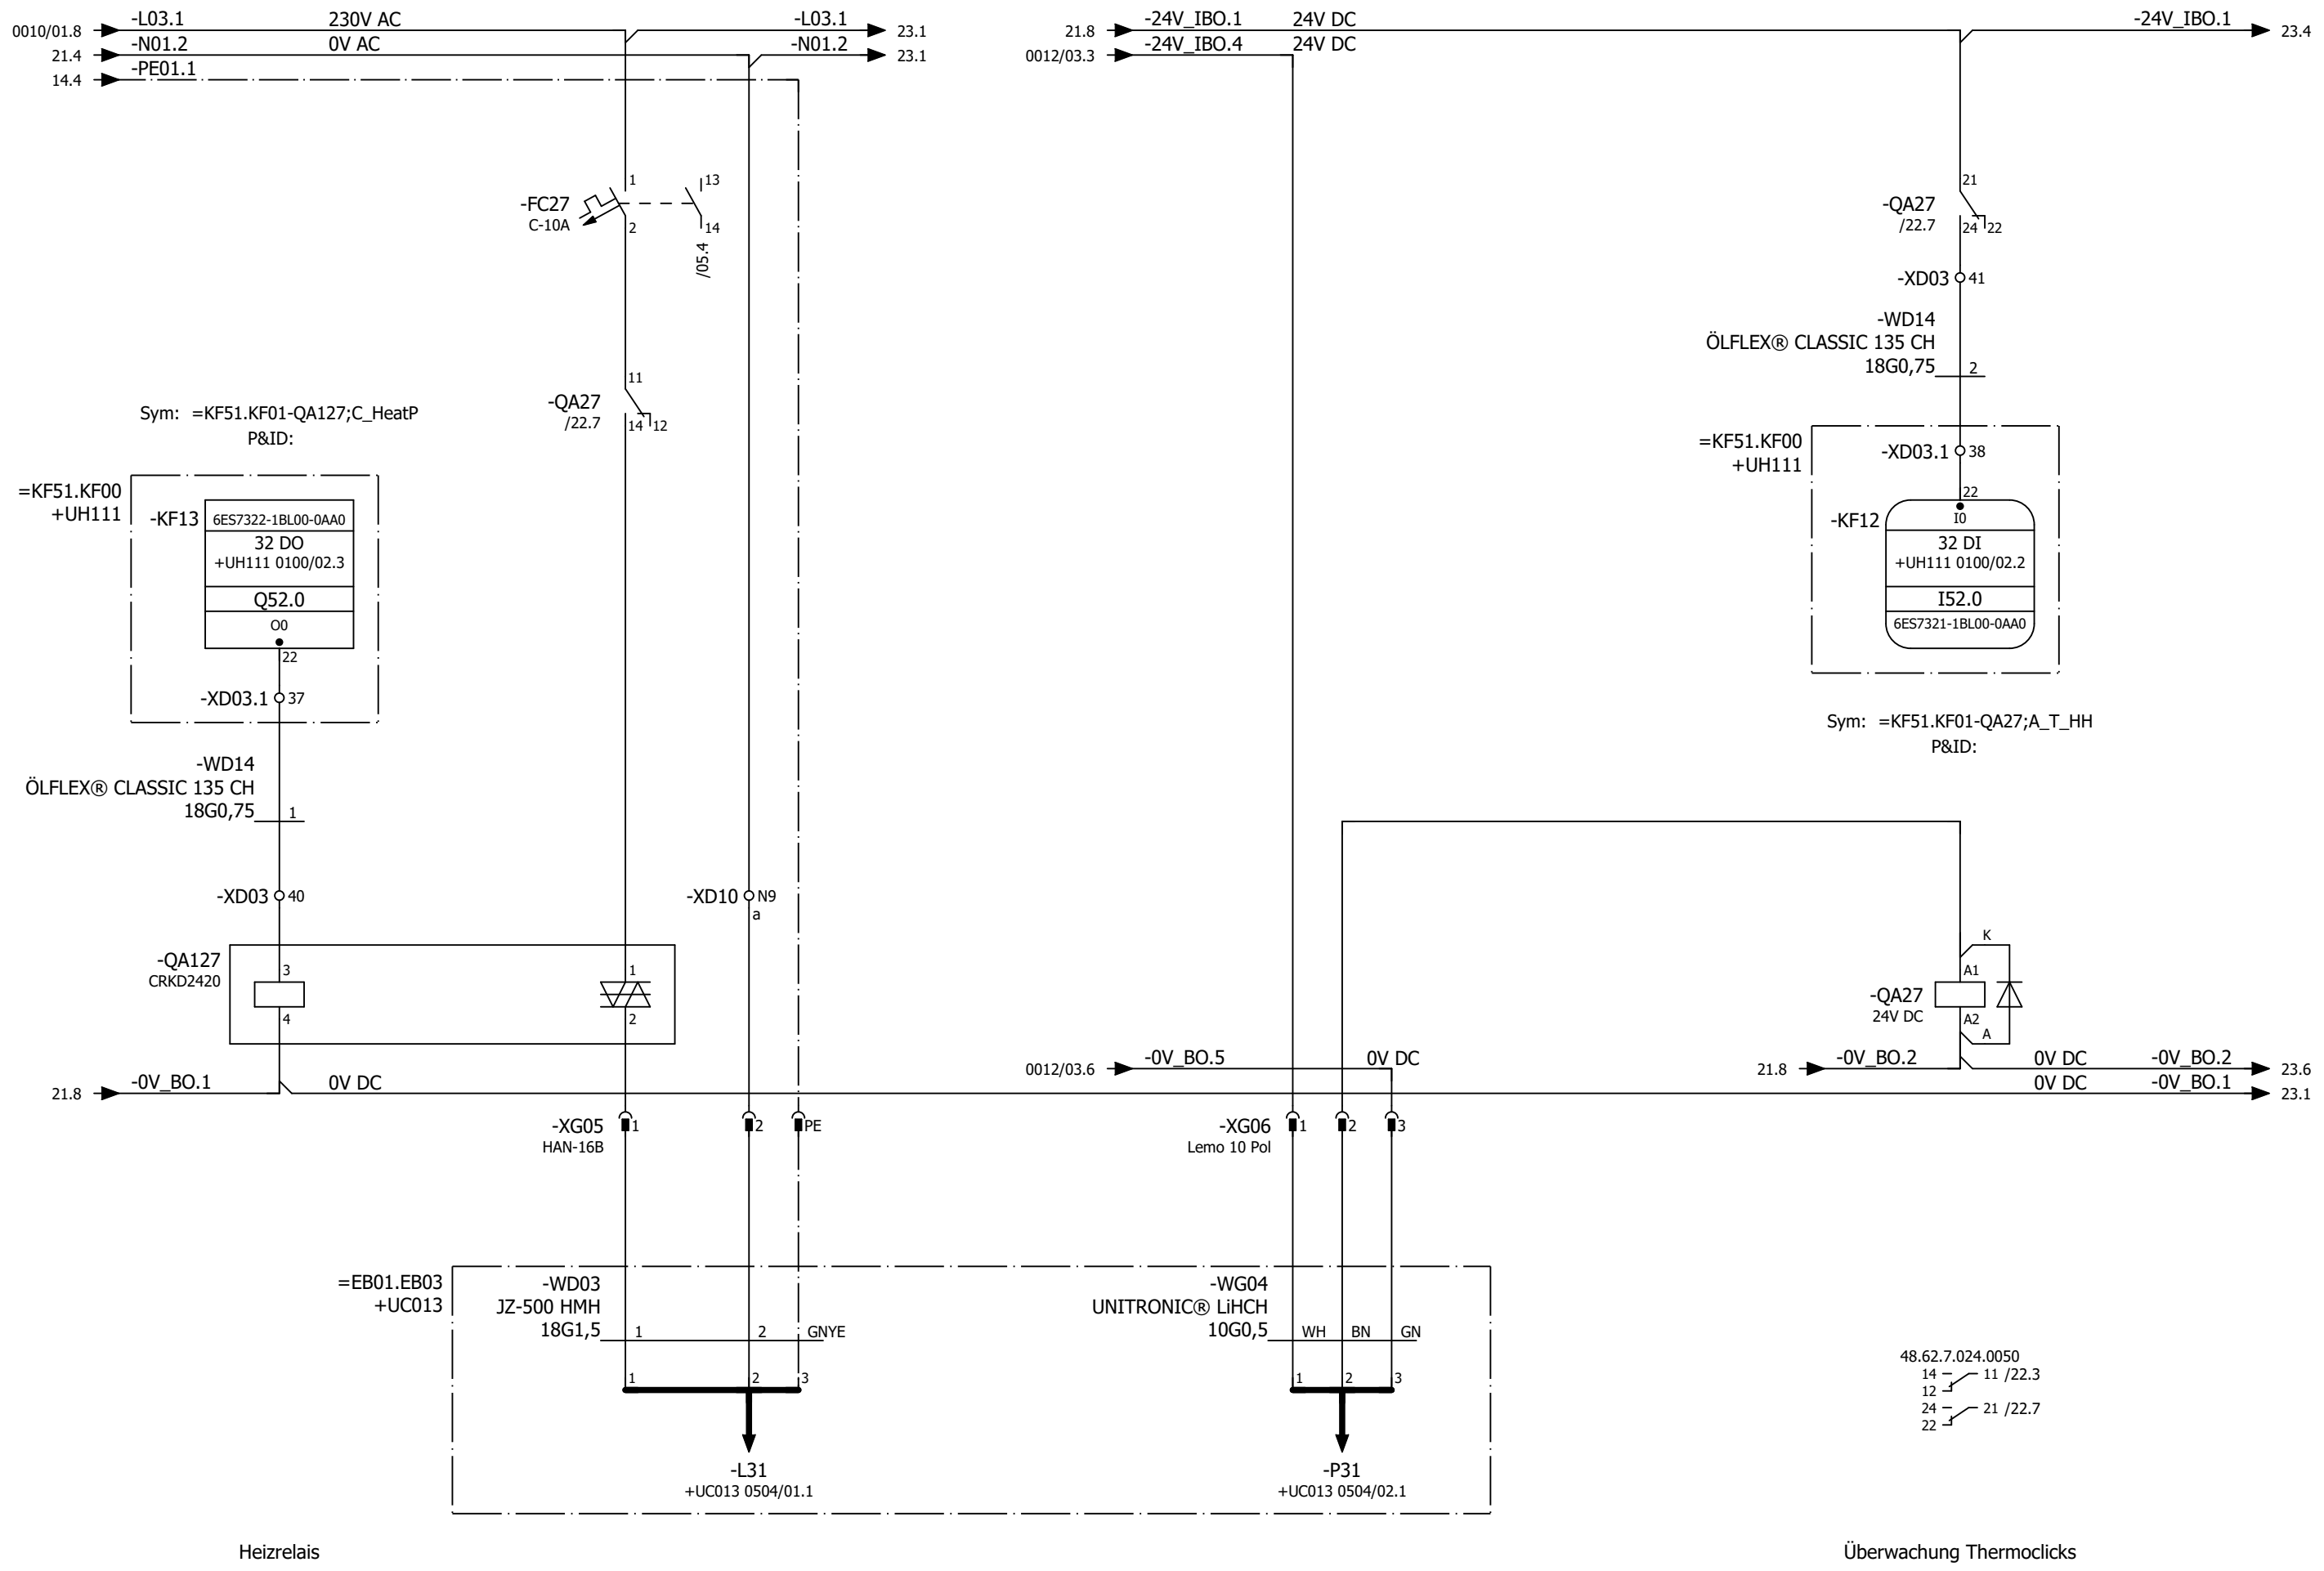 -L03.1 230V AC -L03.1
0010/01.8 23.1
-N01.2 0V AC -N01.2
21.4 23.1
-PE01.1
14.4
-24V_IBO.1 24V DC -24V_IBO.1
21.8 23.4
-24V_IBO.4 24V DC
0012/03.3
1 13
-FC27
C-10A
2 14
/05.4
11
-QA27
/22.7
14 12
21
-QA27
/22.7
24 22
-XD03 41
-WD14
ÖLFLEX® CLASSIC 135 CH
18G0,75 2
Sym: =KF51.KF01-QA127;C_HeatP
P&ID:
=KF51.KF00
+UH111
-KF13
6ES7322-1BL00-0AA0
32 DO
+UH111 0100/02.3
Q52.0
O0
22
-XD03.1 37
-WD14
ÖLFLEX® CLASSIC 135 CH
18G0,75 1
-XD03 40
-XD10 N9
a
-QA127
CRKD2420
3
4
1
2
=KF51.KF00
+UH111
-XD03.1 38
22
-KF12
I0
32 DI
+UH111 0100/02.2
I52.0
6ES7321-1BL00-0AA0
Sym: =KF51.KF01-QA27;A_T_HH
P&ID:
K
A1
-QA27
24V DC
A2
A
-0V_BO.5 0V DC
0012/03.6
-0V_BO.2 0V DC -0V_BO.2
21.8 23.6
-0V_BO.1 0V DC 0V DC -0V_BO.1
21.8 23.1
-XG05 1 2 PE
HAN-16B
-XG06 1 2 3
Lemo 10 Pol
=EB01.EB03
+UC013
-WD03
JZ-500 HMH
18G1,5 1 2 GNYE
1 2 3
-L31
+UC013 0504/01.1
-WG04
UNITRONIC® LiHCH
10G0,5 WH BN GN
1 2 3
-P31
+UC013 0504/02.1
48.62.7.024.0050
14 11 /22.3
12
24 21 /22.7
22
Heizrelais
Überwachung Thermoclicks